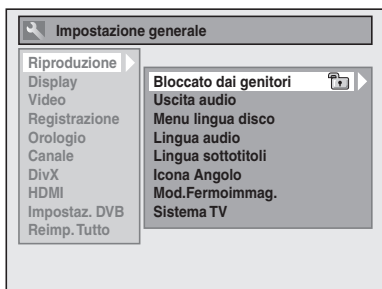 Impostazione generale
Riproduzione
Display
Video
Registrazione
Orologio
Canale
DivX
HDMI
Impostaz. DVB
Reimp.Tutto
Bloccato dai genitori
Uscita audio
Menu lingua disco
Lingua audio
Lingua sottotitoli
Icona Angolo
Mod.Fermoimmag.
Sistema TV